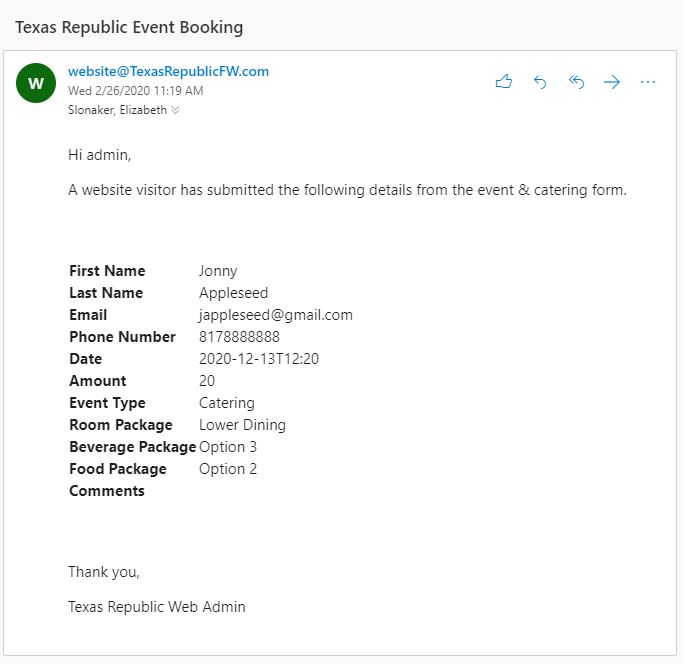 Texas Republic Event Booking
W
website@TexasRepublicFW.com
Wed 2/26/2020 11:19 AM
Slonaker, Elizabeth
Hi admin,
A website visitor has submitted the following details from the event & catering form.
First Name Jonny
Last Name Appleseed
Email jappleseed@gmail.com
Phone Number 8178888888
Date 2020-12-13T12:20
Amount 20
Event Type Catering
Room Package Lower Dining
Beverage Package Option 3
Food Package Option 2
Comments
Thank you,
Texas Republic Web Admin